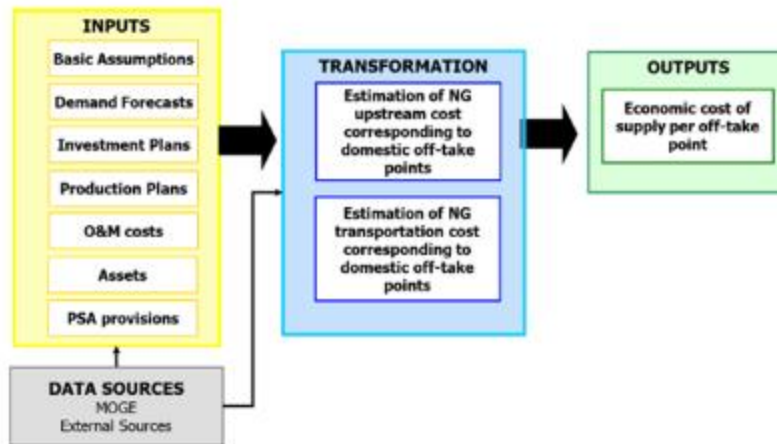 INPUTS
Basic Assumptions
Demand Forecasts
Investment Plans
Production Plans
O&M costs
Assets
PSA provisions
DATA SOURCES
MOGE
External Sources
TRANSFORMATION
Estimation of NG
upstream cost
corresponding to
domestic off-take
points
Estimation of NG
transportation cost
corresponding to
domestic off-take
points
OUTPUTS
Economic cost of
supply per off-take
point